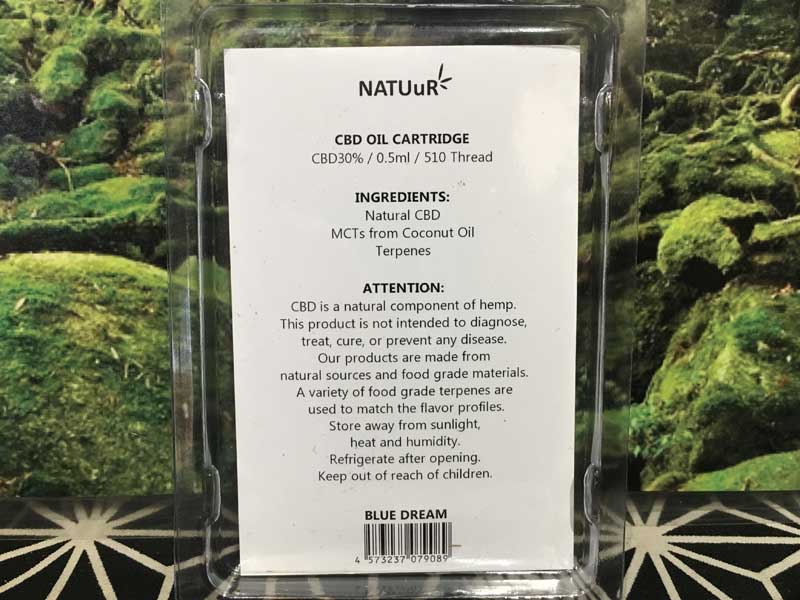 NATUuR
CBD OIL CARTRIDGE
CBD30% / 0.5ml / 510 Thread
INGREDIENTS:
Natural CBD
MCTs from Coconut Oil
Terpenes
ATTENTION:
CBD is a natural component of hemp.
This product is not intended to diagnose,
treat, cure, or prevent any disease.
Our products are made from
natural sources and food grade materials.
A variety of food grade terpenes are
used to match the flavor profiles.
Store away from sunlight,
heat and humidity.
Refrigerate after opening.
Keep out of reach of children.
BLUE DREAM
4 573237 079089